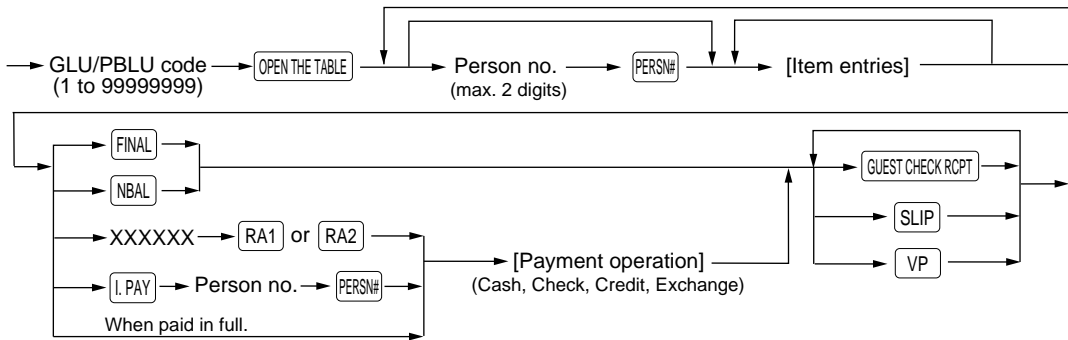 GLU/PBLU code
(1 to 99999999)
OPEN THE TABLE
Person no.
(max. 2 digits)
PERSN#
[Item entries]
FINAL
NBAL
XXXXXX
RA1 or RA2
I. PAY
Person no.
PERSN#
When paid in full.
[Payment operation]
(Cash, Check, Credit, Exchange)
GUEST CHECK RCPT
SLIP
VP